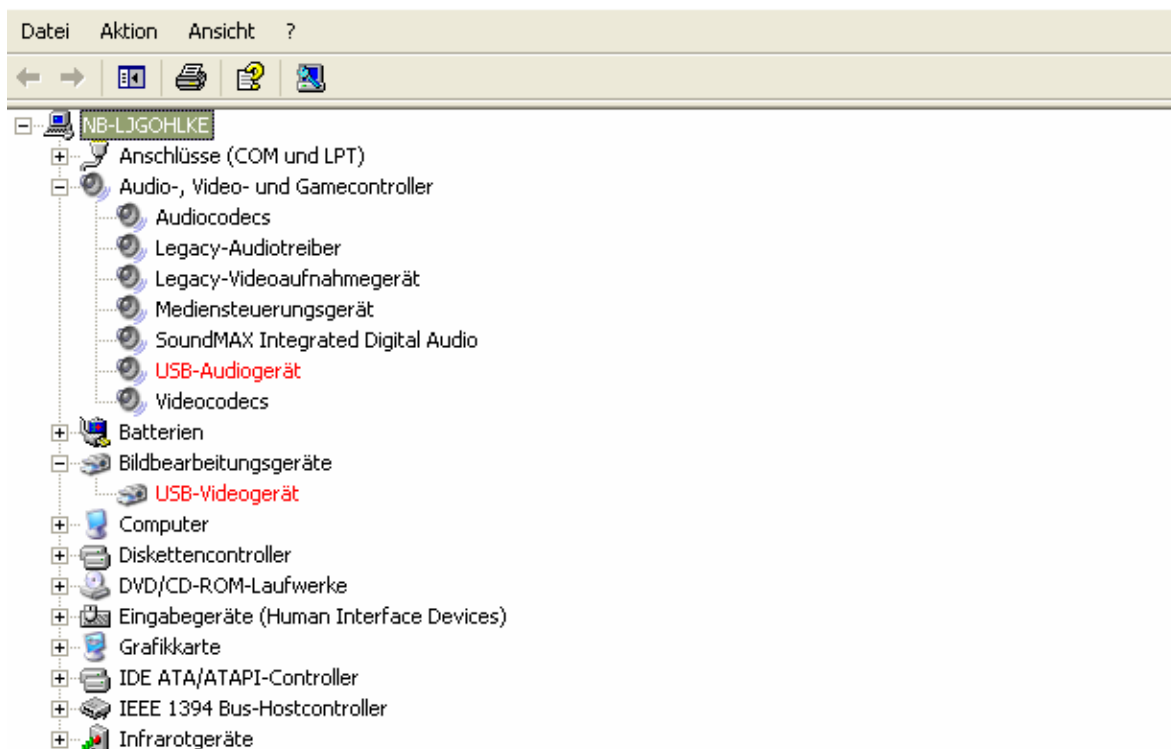 Datei Aktion Ansicht ?
NB-LJGOHLKE
Anschlüsse (COM und LPT)
Audio-, Video- und Gamecontroller
Audiocodecs
Legacy-Audiotreiber
Legacy-Videoaufnahmegerät
Mediensteuerungsgerät
SoundMAX Integrated Digital Audio
USB-Audiogerät
Videocodecs
Batterien
Bildbearbeitungsgeräte
USB-Videogerät
Computer
Diskettencontroller
DVD/CD-ROM-Laufwerke
Eingabegeräte (Human Interface Devices)
Grafikkarte
IDE ATA/ATAPI-Controller
IEEE 1394 Bus-Hostcontroller
Infrarotgeräte